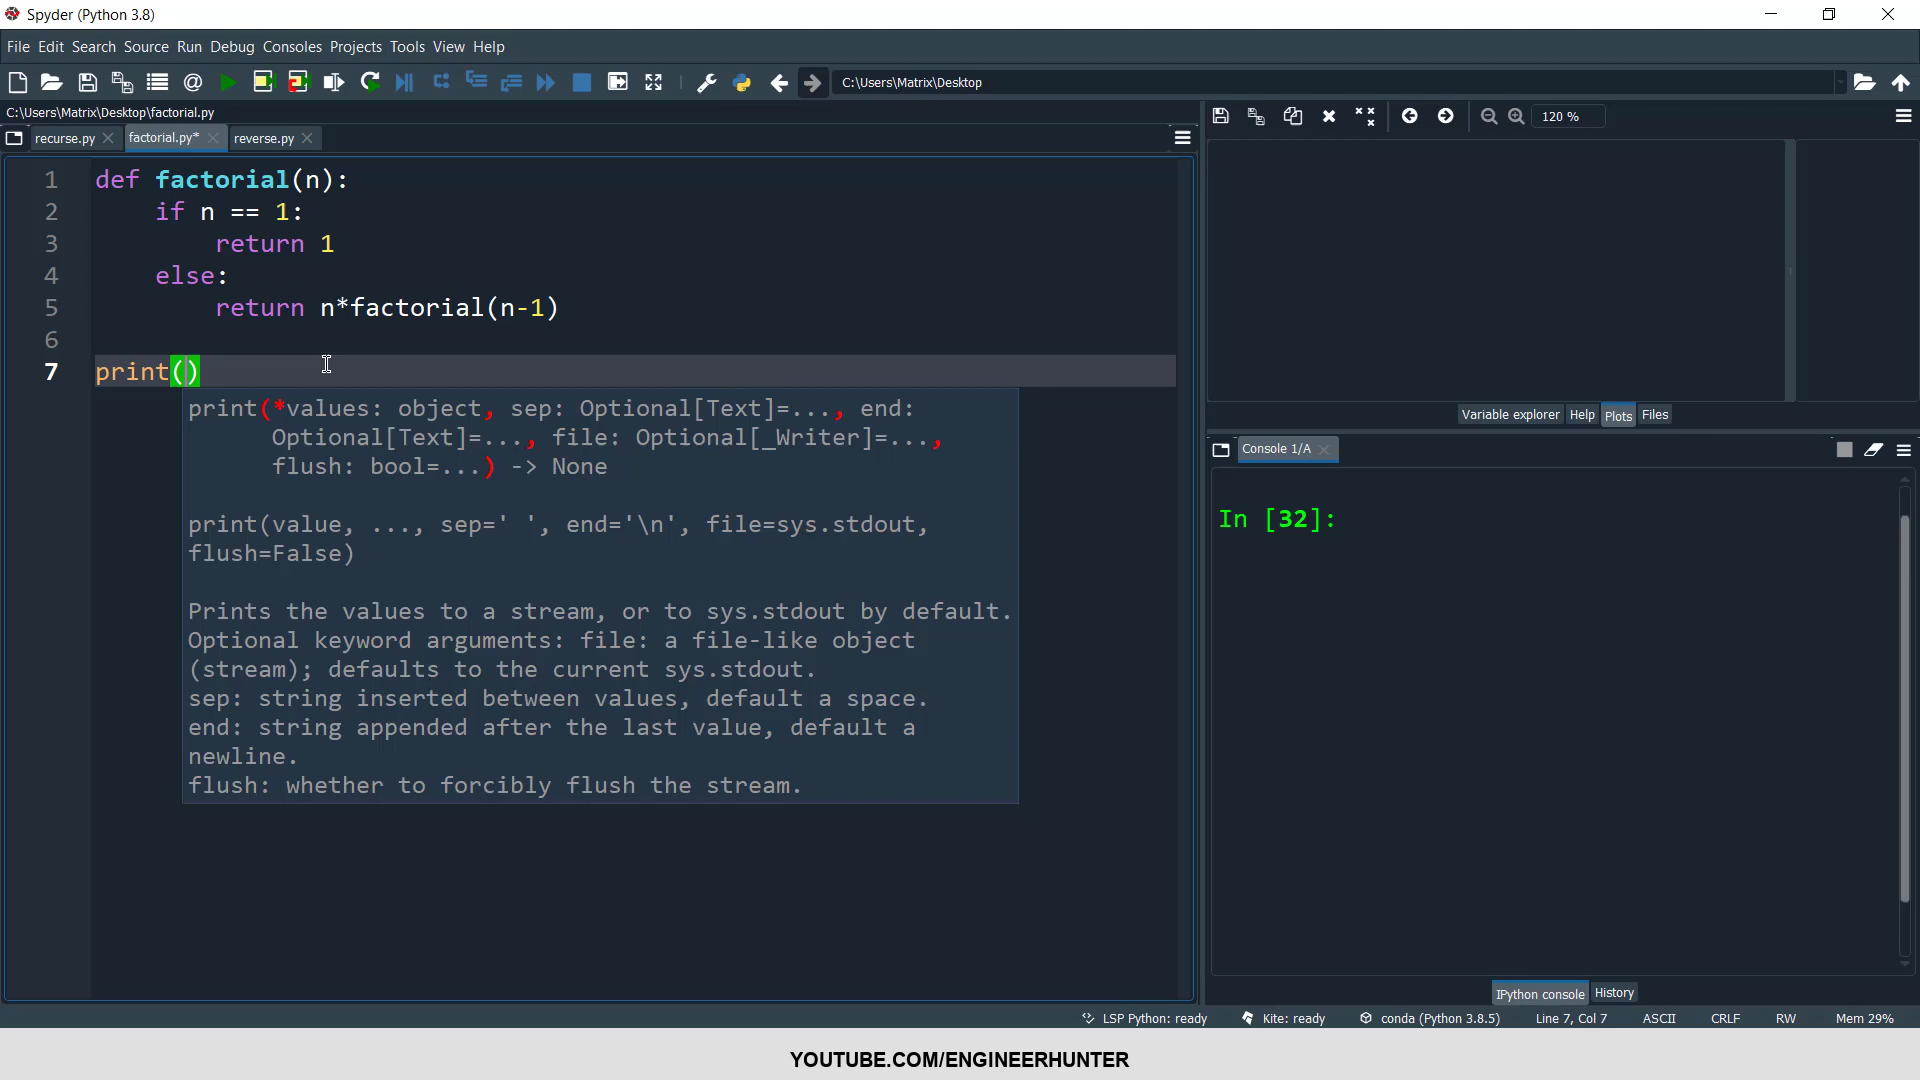 Spyder (Python 3.8)
File Edit Search Source Run Debug Consoles Projects Tools View Help
C:\Users\Matrix\Desktop
C:\Users\Matrix\Desktop\factorial.py
recurse.py factorial.py* reverse.py
1 def factorial(n):
2 if n == 1:
3 return 1
4 else:
5 return n*factorial(n-1)
6
7 print()
print(*values: object, sep: Optional[Text]=..., end:
Optional[Text]=..., file: Optional[_Writer]=...,
flush: bool=...) -> None
print(value, ..., sep=' ', end='\n', file=sys.stdout,
flush=False)
Prints the values to a stream, or to sys.stdout by default.
Optional keyword arguments: file: a file-like object
(stream); defaults to the current sys.stdout.
sep: string inserted between values, default a space.
end: string appended after the last value, default a
newline.
flush: whether to forcibly flush the stream.
120 %
Variable explorer Help Plots Files
Console 1/A
In [32]:
IPython console History
LSP Python: ready Kite: ready conda (Python 3.8.5) Line 7, Col 7 ASCII CRLF RW Mem 29%
YOUTUBE.COM/ENGINEERHUNTER